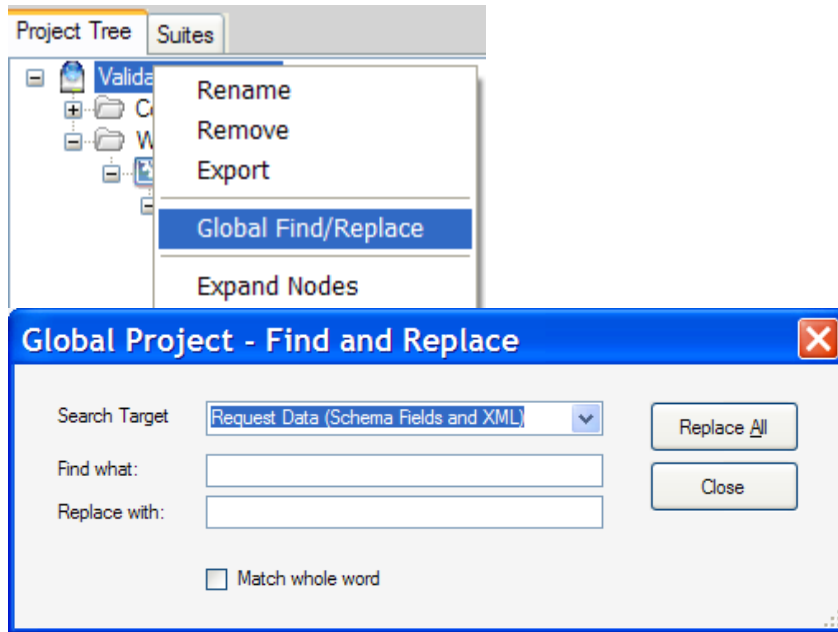 Project Tree Suites
Rename
Remove
Export
Global Find/Replace
Expand Nodes
Global Project - Find and Replace
Search Target Request Data (Schema Fields and XML) Replace All
Find what:
Close
Replace with:
Match whole word